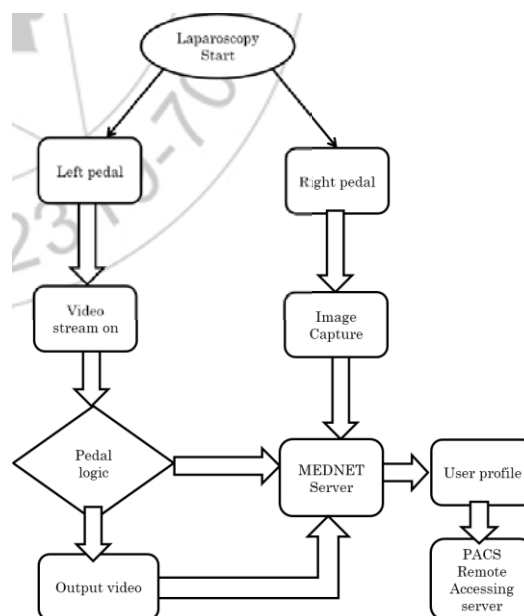 Laparoscopy
Start
Left pedal
Right pedal
Video
stream on
Image
Capture
Pedal
logic
MEDNET
Server
User profile
Output video
PACS
Remote
Accessing
server